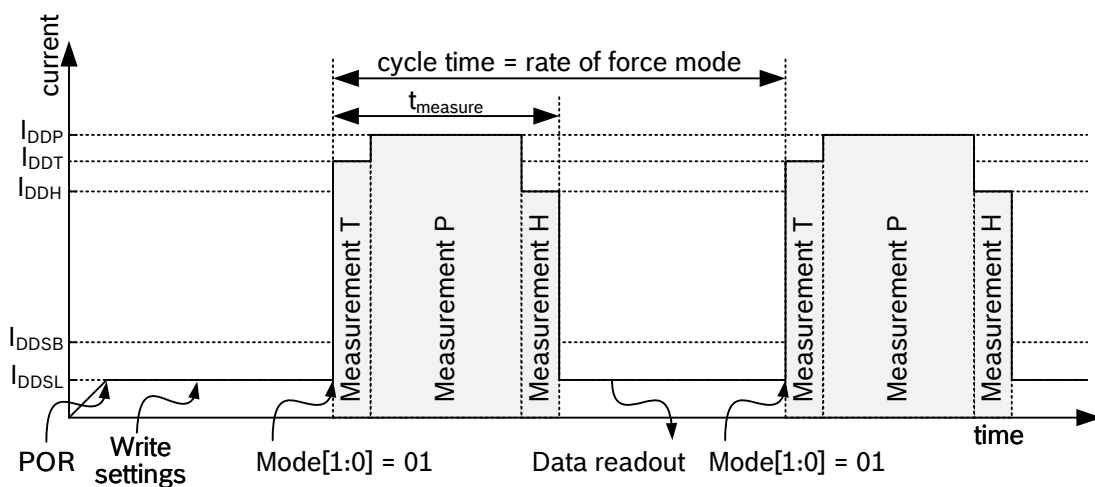 current
cycle time = rate of force mode
tmeasure
IDDP
IDDT
IDDH
IDDSB
IDDSL
Measurement T
Measurement P
Measurement H
Measurement T
Measurement P
Measurement H
time
POR
Write
settings
Mode[1:0] = 01
Data readout
Mode[1:0] = 01